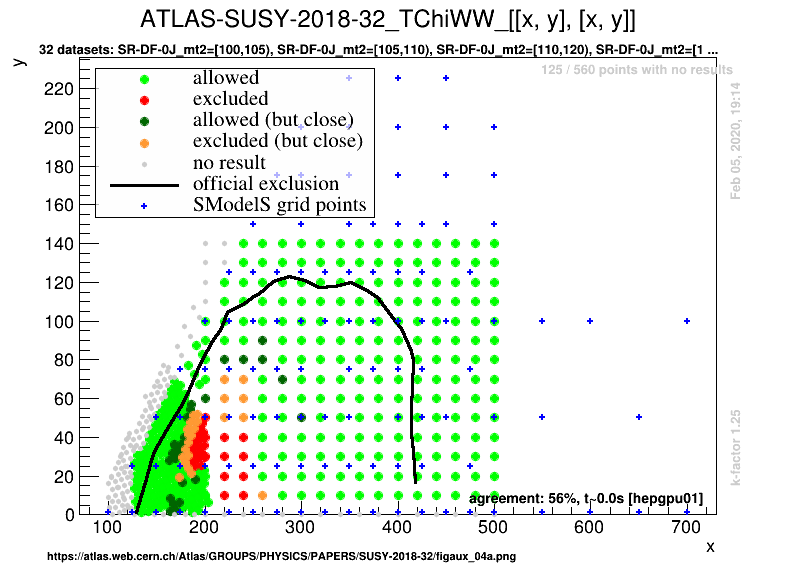 ATLAS-SUSY-2018-32_TChiWW_[[x, y], [x, y]]
32 datasets: SR-DF-0J_mt2=[100,105), SR-DF-0J_mt2=[105,110), SR-DF-0J_mt2=[110,120), SR-DF-0J_mt2=[1 ...
y
125 / 560 points with no results
allowed
excluded
allowed (but close)
excluded (but close)
no result
official exclusion
SModelS grid points
220
200
180
160
140
120
100
80
60
40
20
0
Feb 05, 2020, 19:14
k-factor 1.25
agreement: 56%, t~0.0s [hepgpu01]
100 200 300 400 500 600 700
x
https://atlas.web.cern.ch/Atlas/GROUPS/PHYSICS/PAPERS/SUSY-2018-32/figaux_04a.png